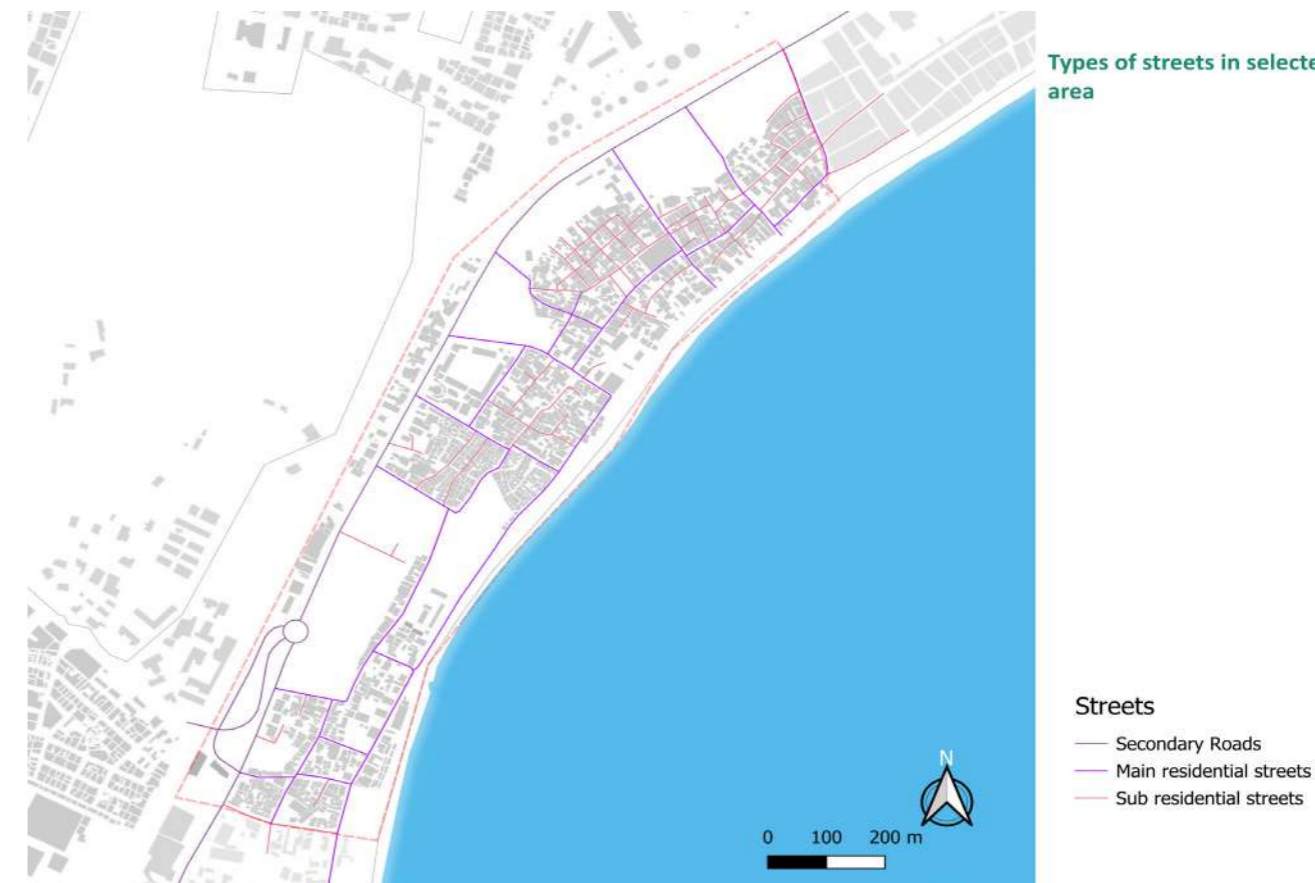 Types of streets in selecte
area
Streets
Secondary Roads
Main residential streets
Sub residential streets
N
0 100 200 m